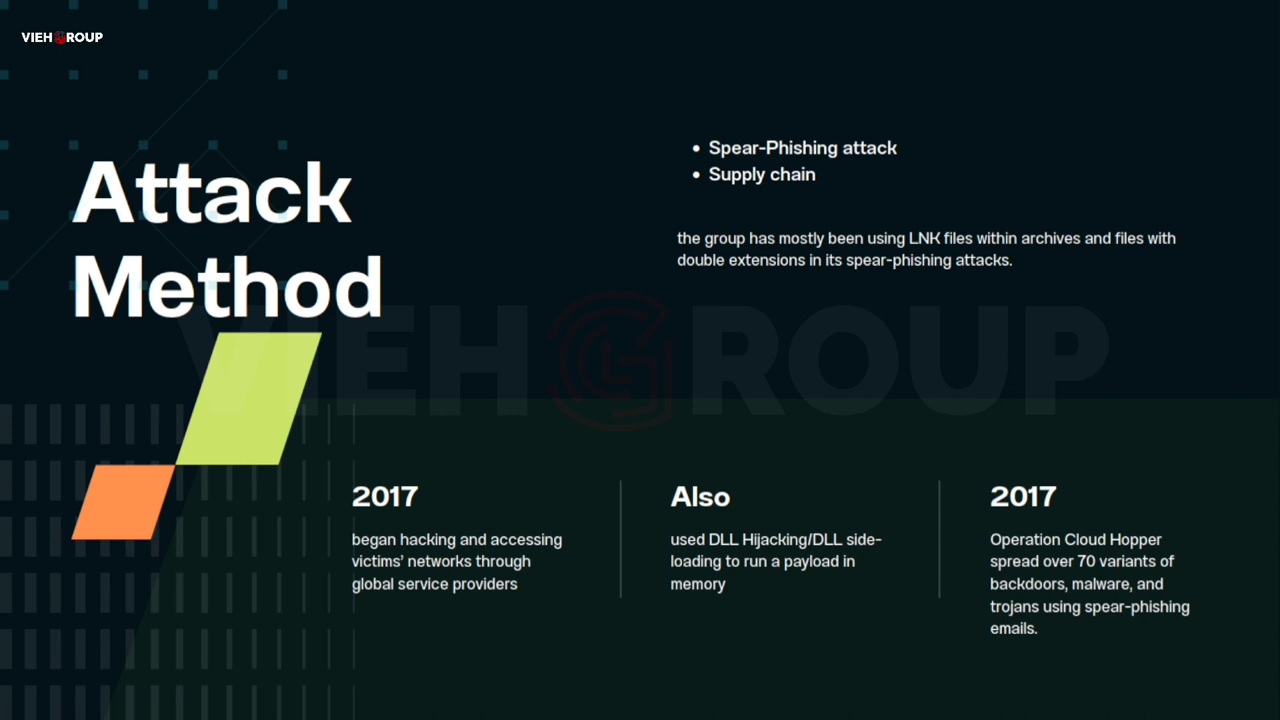 VIEHGROUP
Attack
Method
• Spear-Phishing attack
• Supply chain
the group has mostly been using LNK files within archives and files with
double extensions in its spear-phishing attacks.
VIEHGROUP
2017
began hacking and accessing
victims' networks through
global service providers
Also
used DLL Hijacking/DLL side-
loading to run a payload in
memory
2017
Operation Cloud Hopper
spread over 70 variants of
backdoors, malware, and
trojans using spear-phishing
emails.